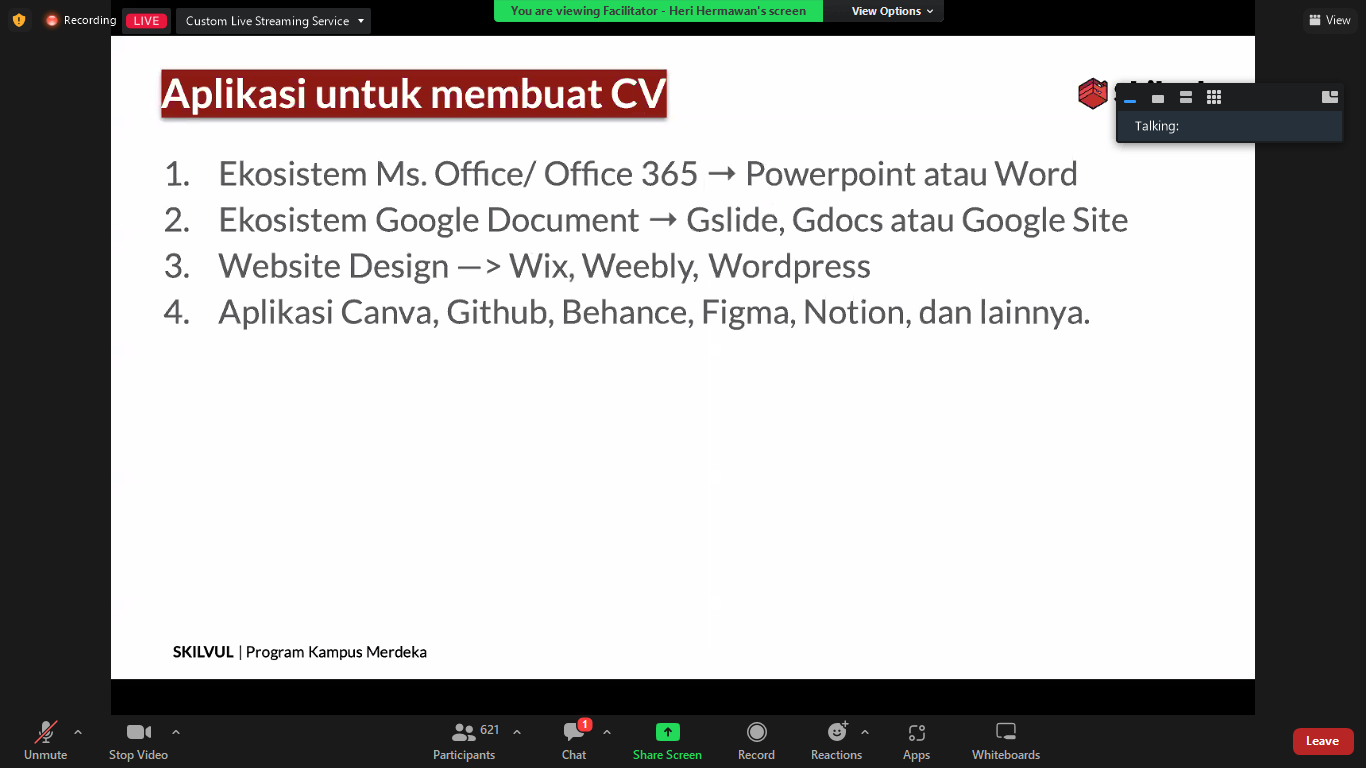 Recording
LIVE
Custom Live Streaming Service
You are viewing Facilitator - Heri Hermawan's screen
View Options
View
Aplikasi untuk membuat CV
Talking:
1. Ekosistem Ms. Office/ Office 365 → Powerpoint atau Word
2. Ekosistem Google Document → Gslide, Gdocs atau Google Site
3. Website Design —> Wix, Weebly, Wordpress
4. Aplikasi Canva, Github, Behance, Figma, Notion, dan lainnya.
SKILVUL | Program Kampus Merdeka
621
1
Unmute
Stop Video
Participants
Chat
Share Screen
Record
Reactions
Apps
Whiteboards
Leave